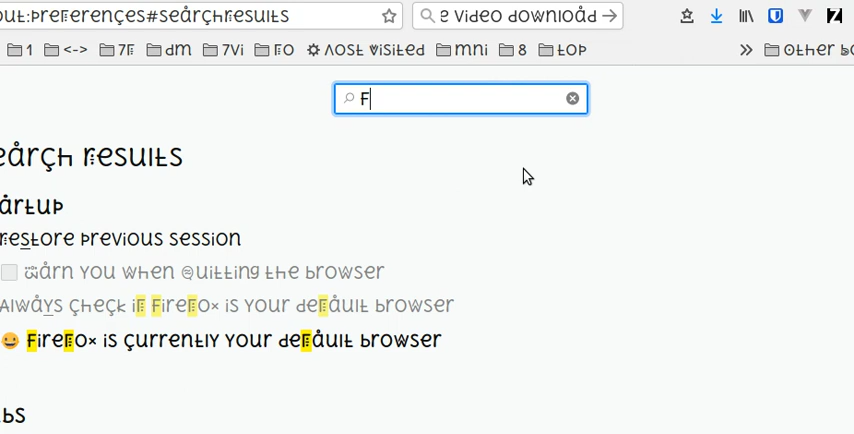 out:preferences#searchresults
e Video download
1 <-> 7f dm 7Vi fo Most Visited mni 8 top Other bo
F
earch results
artup
restore previous session
Warn you when quitting the browser
Always check if Firefox is your default browser
Firefox is currently your default browser
bs